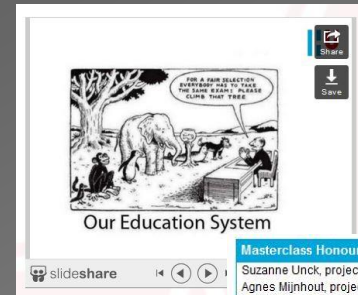 Share
FOR A FAIR SELECTION
EVERYBODY HAS TO TAKE
THE SAME EXAM: PLEASE
CLIMB THAT TREE
Save
Our Education System
slideshare
Masterclass Honour
Suzanne Unck, projec
Agnes Mijnhout, projec